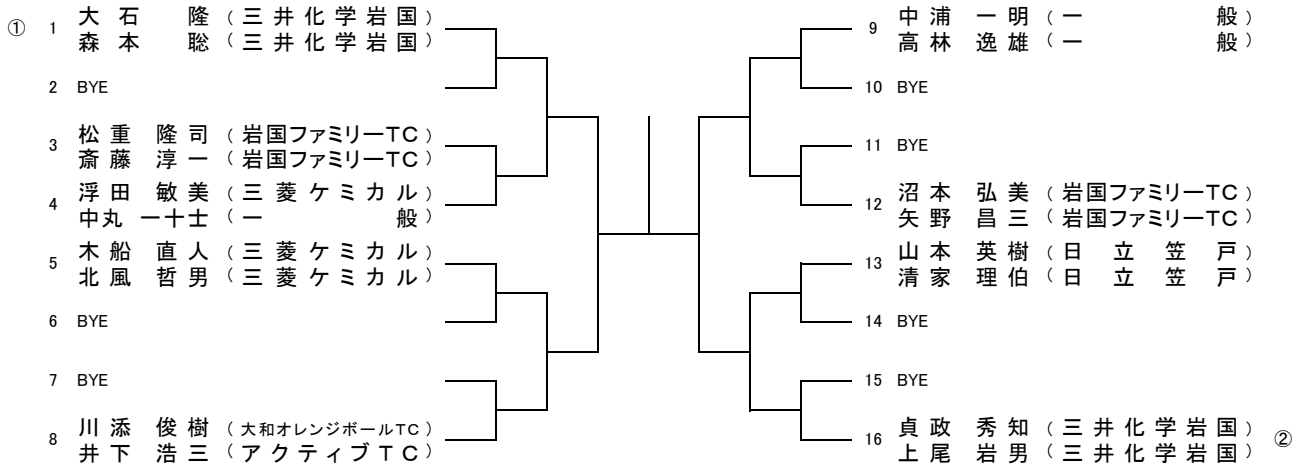 ① 1 大石 隆 (三井化学岩国)
森本 聡 (三井化学岩国)
2 BYE
3 松重 隆司 (岩国ファミリーTC)
斎藤 淳一 (岩国ファミリーTC)
4 浮田 敏美 (三菱ケミカル)
中丸 一十士 (一般)
5 木船 直人 (三菱ケミカル)
北風 哲男 (三菱ケミカル)
6 BYE
7 BYE
8 川添 俊樹 (大和オレンジボールTC)
井下 浩三 (アクティブTC)
9 中浦 一明 (一般)
高林 逸雄 (一般)
10 BYE
11 BYE
12 沼本 弘美 (岩国ファミリーTC)
矢野 昌三 (岩国ファミリーTC)
13 山本 英樹 (日立笠戸)
清家 理伯 (日立笠戸)
14 BYE
15 BYE
16 貞政 秀知 (三井化学岩国) ②
上尾 岩男 (三井化学岩国)